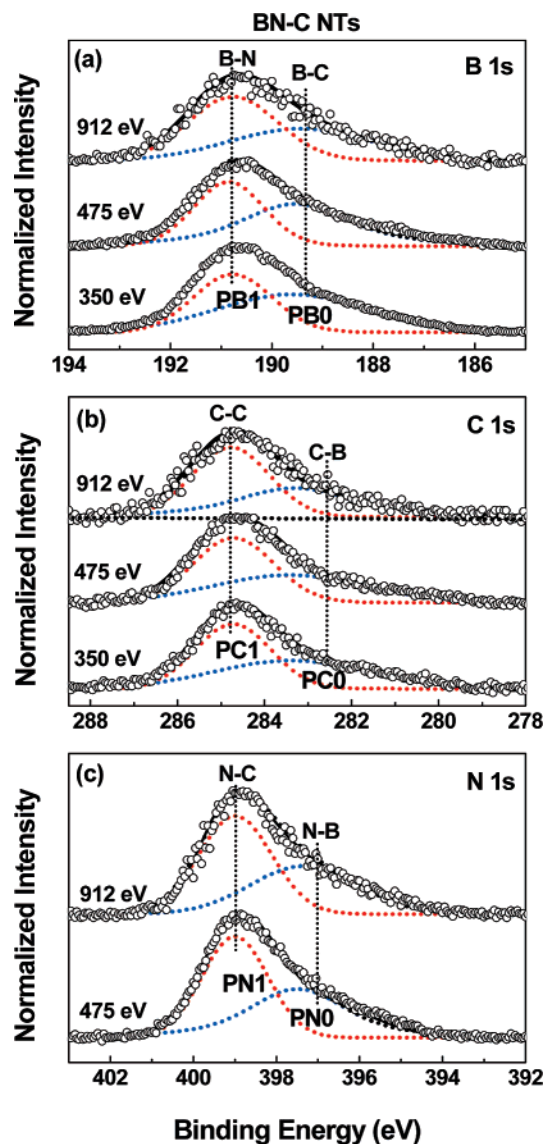 BN-C NTs
(a)
B 1s
B-N
B-C
912 eV
475 eV
350 eV
PB1
PB0
Normalized Intensity
194 192 190 188 186
(b)
C 1s
C-C
C-B
912 eV
475 eV
350 eV
PC1
PC0
Normalized Intensity
288 286 284 282 280 278
(c)
N 1s
N-C
N-B
912 eV
475 eV
PN1
PN0
Normalized Intensity
402 400 398 396 394 392
Binding Energy (eV)